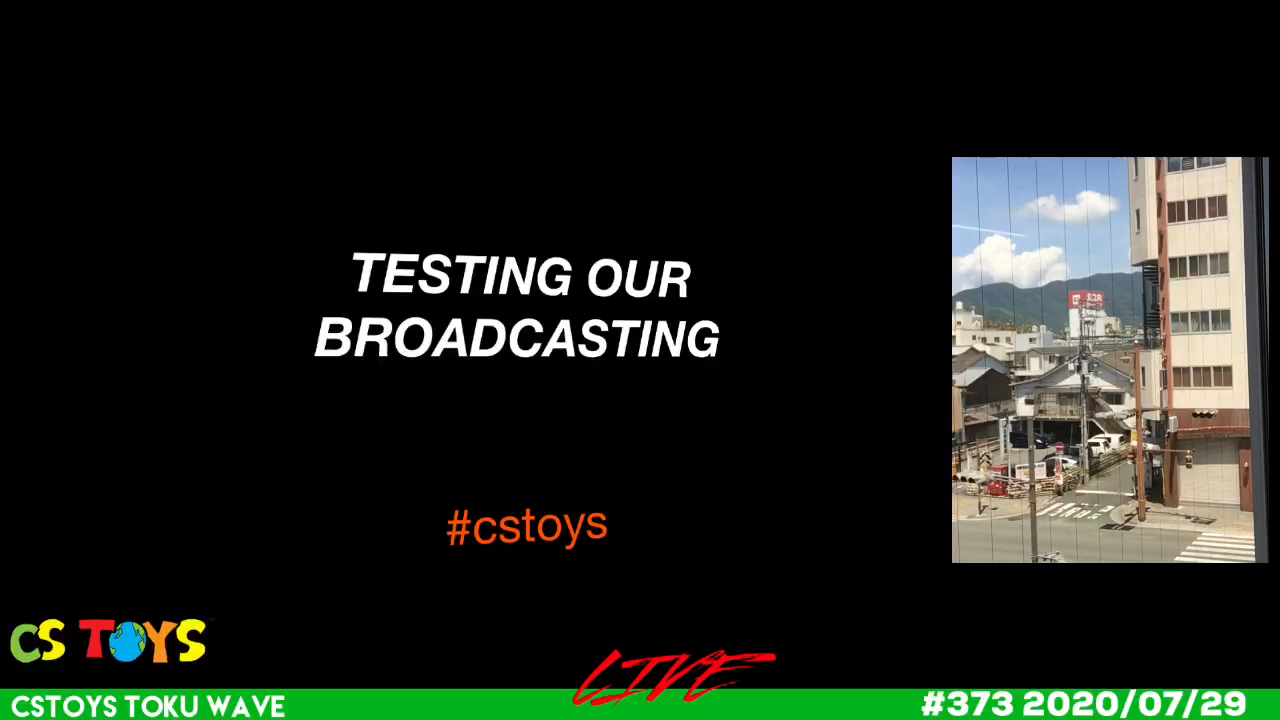 TESTING OUR
BROADCASTING
#cstoys
CS TOYS
LIVE
CSTOYS TOKU WAVE
#373 2020/07/29